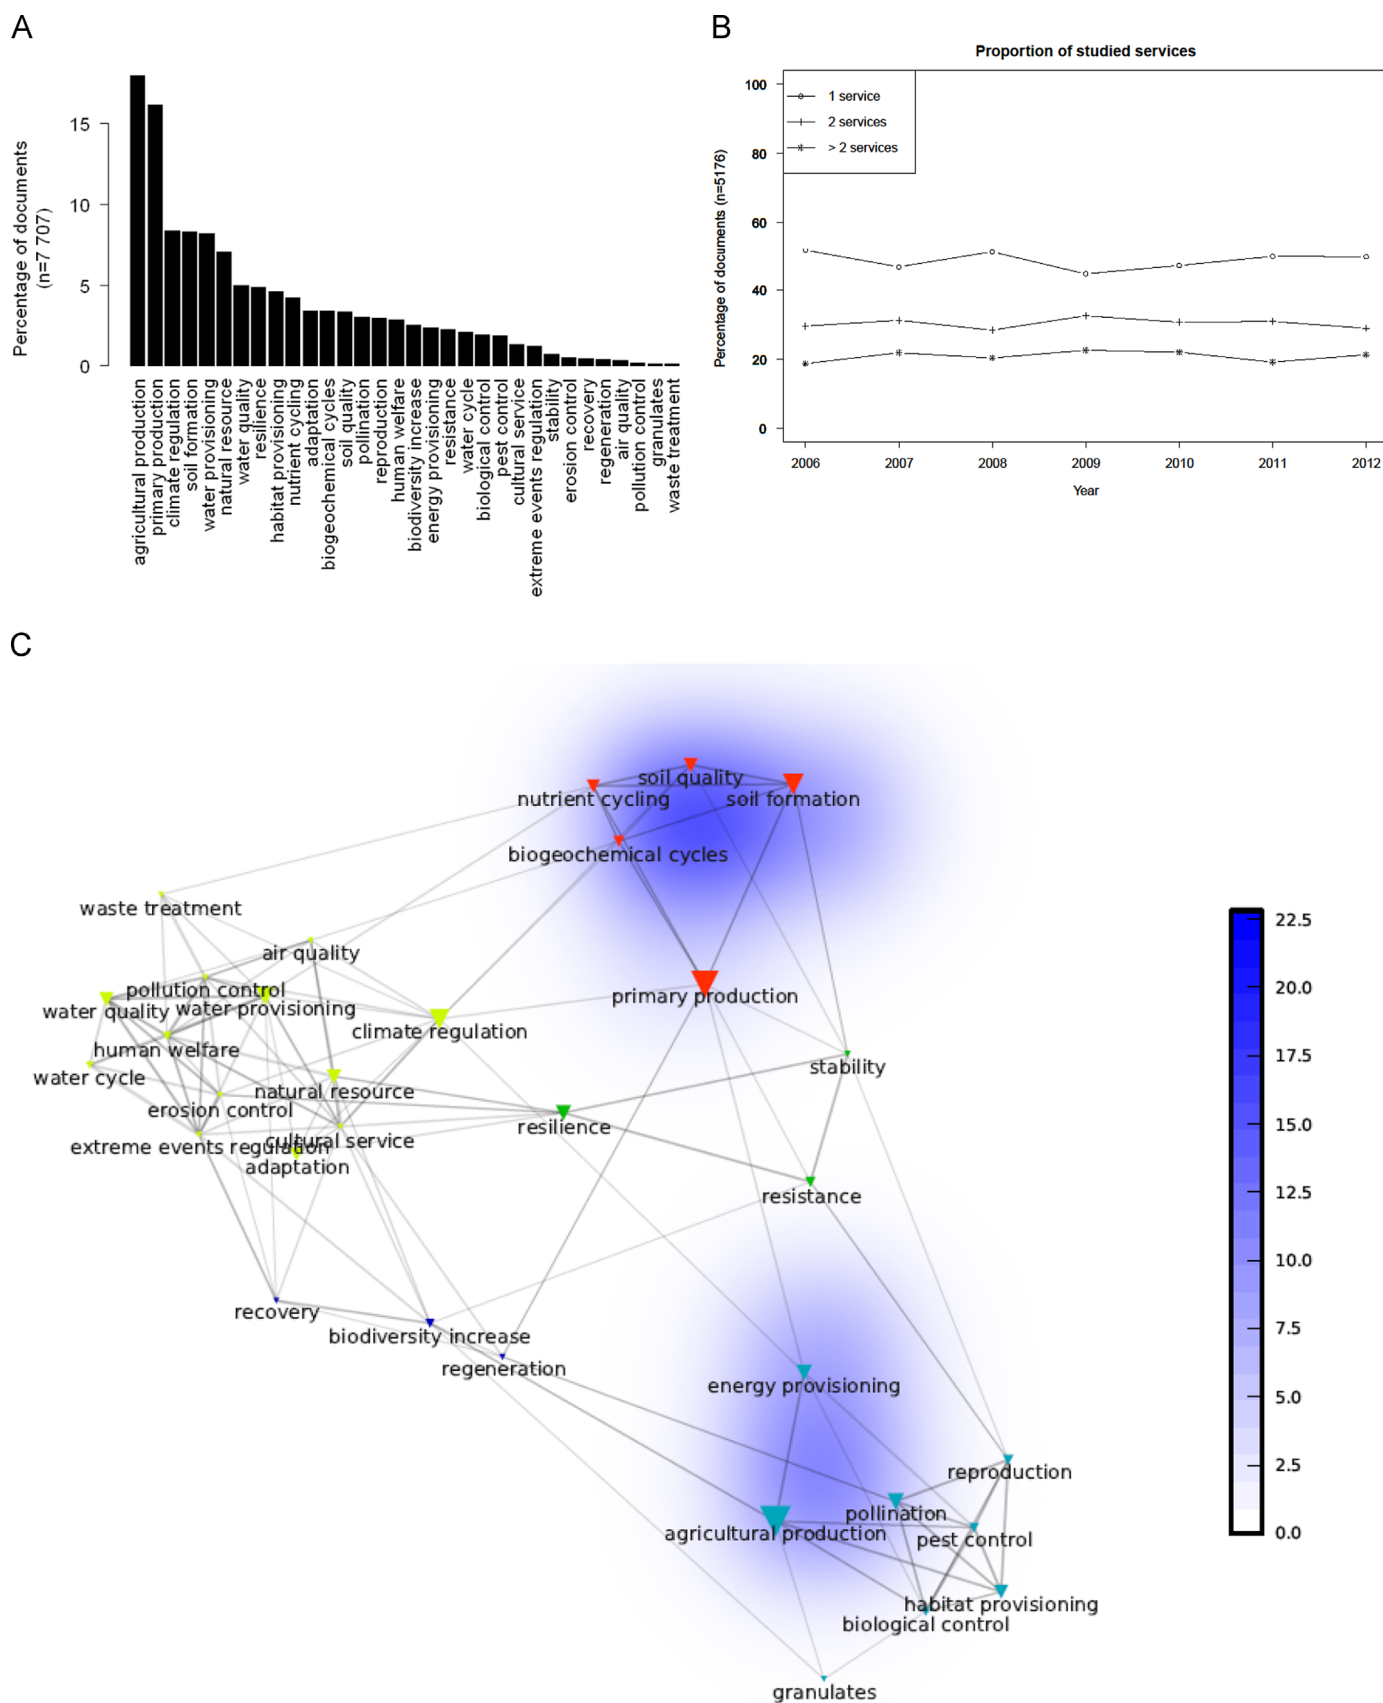 A
Percentage of documents
(n=7 707)
15
10
5
0
agricultural production
primary production
climate regulation
soil formation
water provisioning
natural resource
water quality
resilience
habitat provisioning
nutrient cycling
adaptation
biogeochemical cycles
soil quality
pollination
reproduction
human welfare
biodiversity increase
energy provisioning
resistance
water cycle
biological control
pest control
cultural service
extreme events regulation
stability
erosion control
recovery
regeneration
air quality
pollution control
granulates
waste treatment
B
Proportion of studied services
Percentage of documents (n=5176)
100
80
60
40
20
0
1 service
2 services
> 2 services
2006
2007
2008
2009
2010
2011
2012
Year
C
soil quality
nutrient cycling
soil formation
biogeochemical cycles
waste treatment
air quality
pollution control
primary production
water quality
water provisioning
climate regulation
human welfare
stability
water cycle
natural resource
erosion control
resilience
cultural service
extreme events regulation
adaptation
resistance
recovery
biodiversity increase
regeneration
energy provisioning
reproduction
pollination
agricultural production
pest control
habitat provisioning
biological control
granulates
22.5
20.0
17.5
15.0
12.5
10.0
7.5
5.0
2.5
0.0